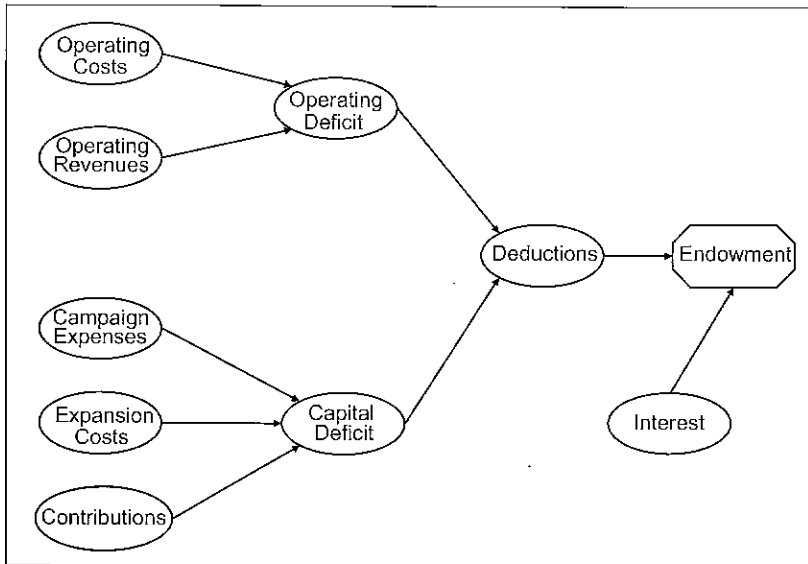 Operating
Costs
Operating
Deficit
Operating
Revenues
Deductions
Endowment
Campaign
Expenses
Expansion
Costs
Capital
Deficit
Interest
Contributions